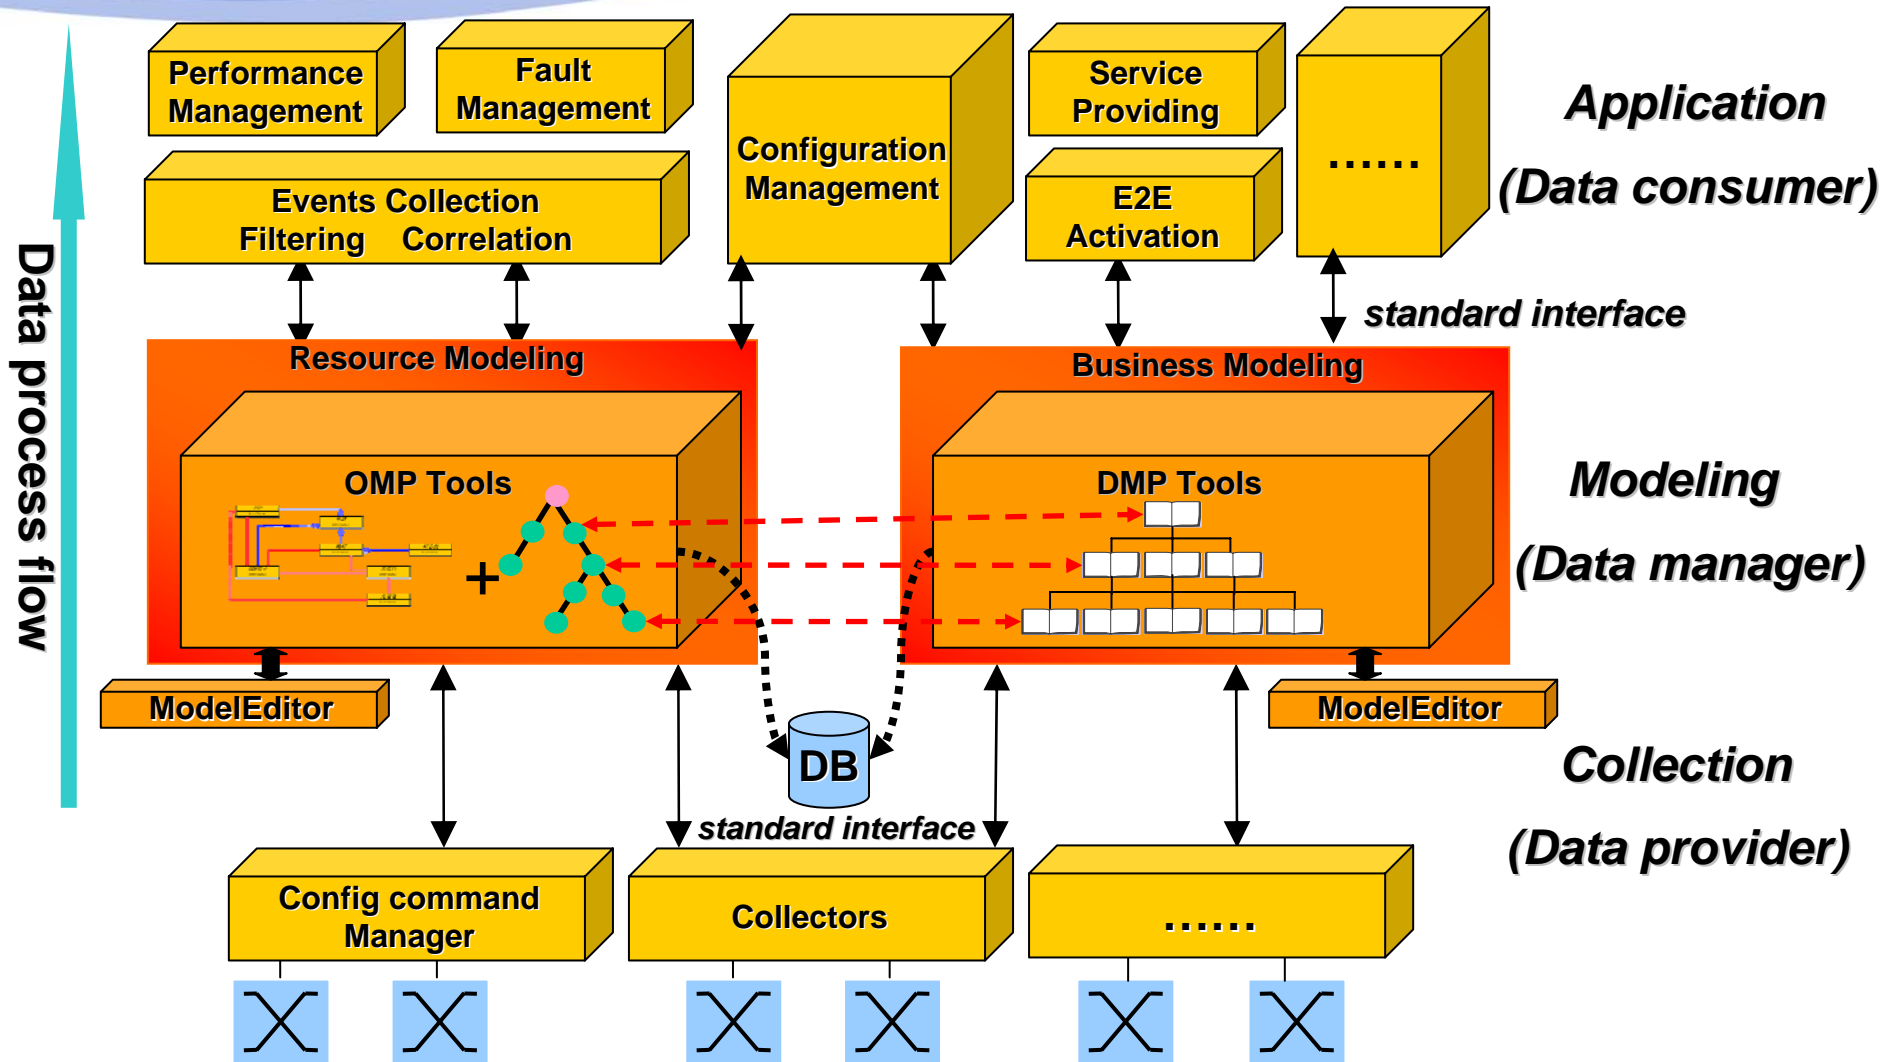 Performance
Management
Fault
Management
Configuration
Management
Service
Providing
......
Application
(Data consumer)
Events Collection
Filtering Correlation
E2E
Activation
standard interface
Data process flow
Resource Modeling
Business Modeling
OMP Tools
+
DMP Tools
Modeling
(Data manager)
ModelEditor
ModelEditor
DB
Collection
(Data provider)
standard interface
Config command
Manager
Collectors
......